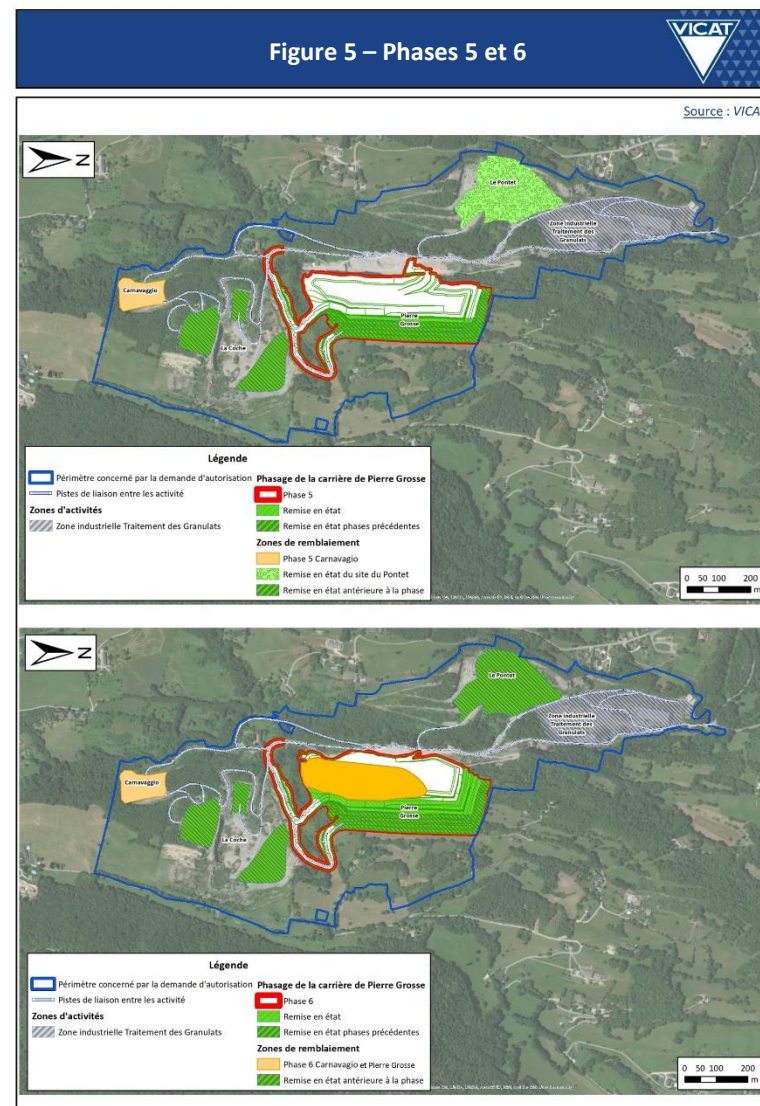 Figure 5 – Phases 5 et 6
VICAT
Source : VICA
N
Le Pontet
Zone industrielle
Traitement des
Granulats
Carnavaggio
La Coche
Pierre
Grosse
Légende
Périmètre concerné par la demande d'autorisation
Pistes de liaison entre les activité
Zones d'activités
Zone industrielle Traitement des Granulats
Phasage de la carrière de Pierre Grosse
Phase 5
Remise en état
Remise en état phases précédentes
Zones de remblaiement
Phase 5 Carnavagio
Remise en état du site du Pontet
Remise en état antérieure à la phase
0 50 100 200
m
N
Le Pontet
Zone industrielle
Traitement des
Granulats
Carnavaggio
La Coche
Pierre
Grosse
Légende
Périmètre concerné par la demande d'autorisation
Pistes de liaison entre les activité
Zones d'activités
Zone industrielle Traitement des Granulats
Phasage de la carrière de Pierre Grosse
Phase 6
Remise en état
Remise en état phases précédentes
Zones de remblaiement
Phase 6 Carnavagio et Pierre Grosse
Remise en état antérieure à la phase
0 50 100 200
m